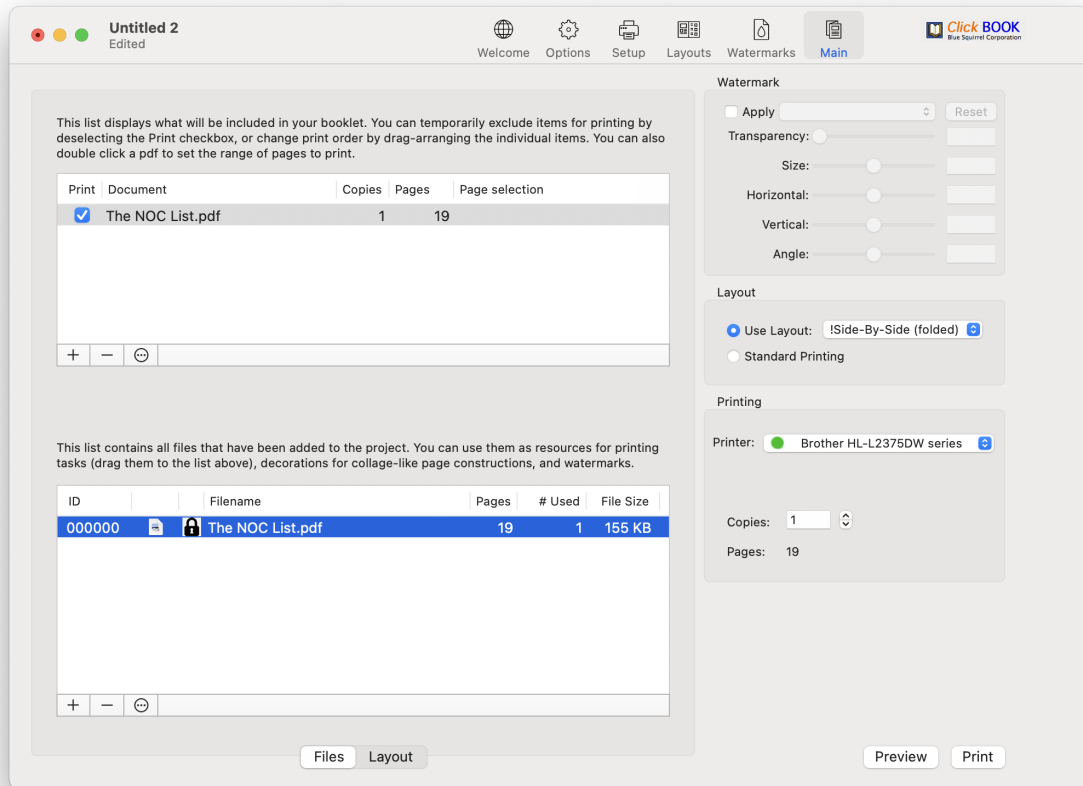 Untitled 2
Edited
Welcome
Options
Setup
Layouts
Watermarks
Main
Click BOOK
Blue Squirrel Corporation
This list displays what will be included in your booklet. You can temporarily exclude items for printing by
deselecting the Print checkbox, or change print order by drag-arranging the individual items. You can also
double click a pdf to set the range of pages to print.
Print Document Copies Pages Page selection
The NOC List.pdf 1 19
This list contains all files that have been added to the project. You can use them as resources for printing
tasks (drag them to the list above), decorations for collage-like page constructions, and watermarks.
ID Filename Pages # Used File Size
000000 The NOC List.pdf 19 1 155 KB
Files Layout
Watermark
Apply Reset
Transparency:
Size:
Horizontal:
Vertical:
Angle:
Layout
Use Layout: !Side-By-Side (folded)
Standard Printing
Printing
Printer: Brother HL-L2375DW series
Copies: 1
Pages: 19
Preview Print